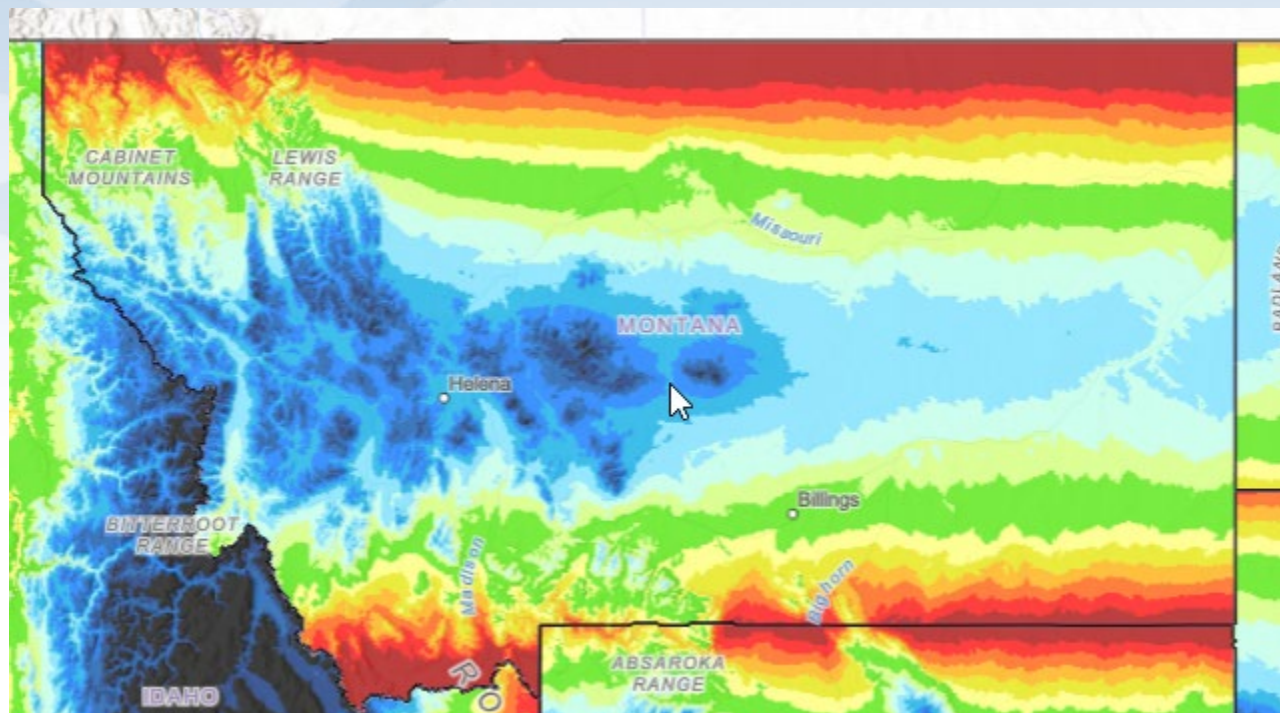 CABINET
MOUNTAINS
LEWIS
RANGE
Missouri
MONTANA
Helena
Billings
BITTERROOT
RANGE
Madison
Bighorn
ABSAROKA
RANGE
IDAHO
R O